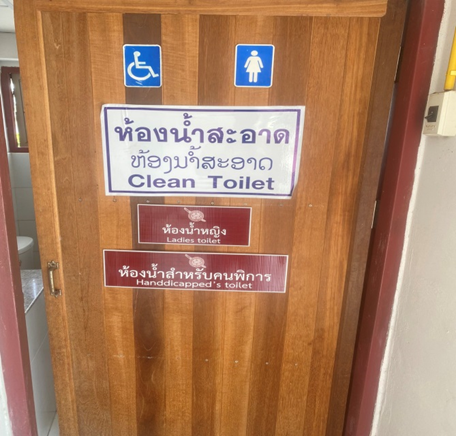 ห้องน้ำสะอาด
ຫ້ອງນ້ຳສະອາດ
Clean Toilet
ห้องน้ำหญิง
Ladies toilet
ห้องน้ำสำหรับคนพิการ
Handdicapped's toilet